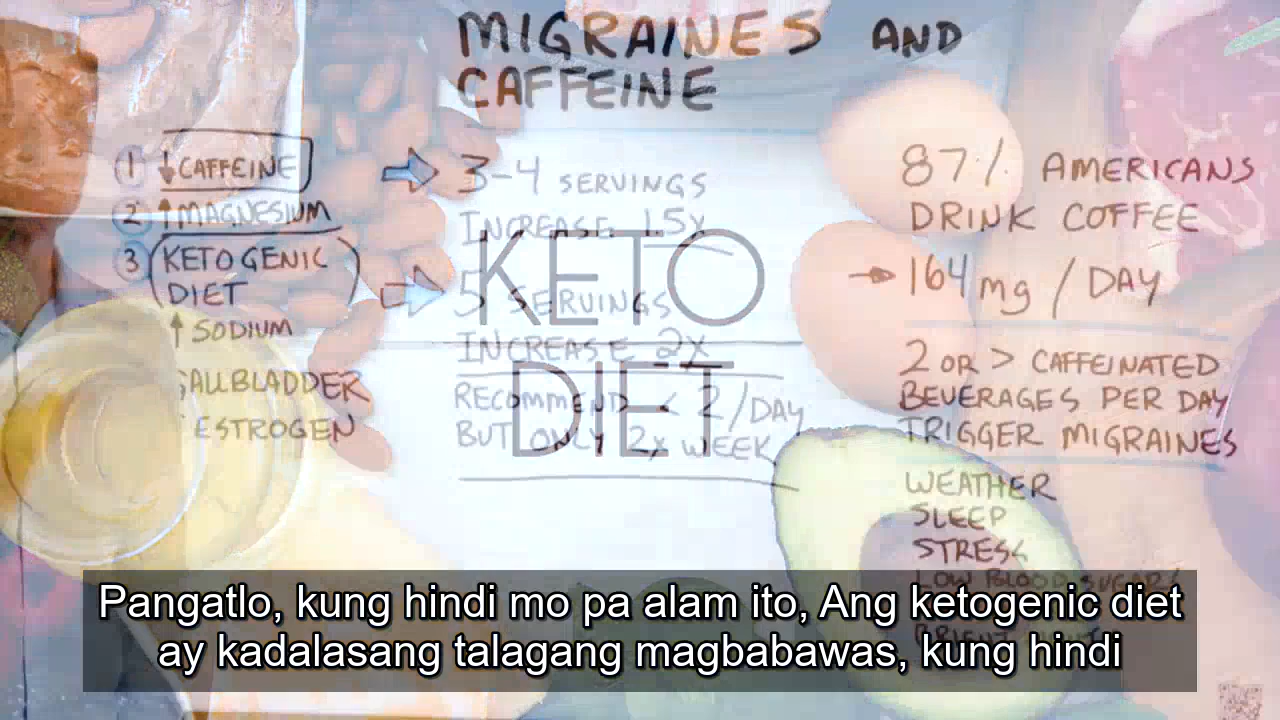 MIGRAINES AND
CAFFEINE
1 ↓ CAFFEINE
2 ↑ MAGNESIUM
3 KETOGENIC
DIET
↑ SODIUM
GALLBLADDER
ESTROGEN
3-4 SERVINGS
INCREASE 1.5x
5 SERVINGS
INCREASE 2x
RECOMMEND < 2/DAY
BUT ONLY 2x WEEK
KETO
DIET
87% AMERICANS
DRINK COFFEE
→ 164 mg / DAY
2 OR > CAFFEINATED
BEVERAGES PER DAY
TRIGGER MIGRAINES
WEATHER
SLEEP
STRESS
LOW BLOOD SUGARS
Pangatlo, kung hindi mo pa alam ito, Ang ketogenic diet
ay kadalasang talagang magbabawas, kung hindi